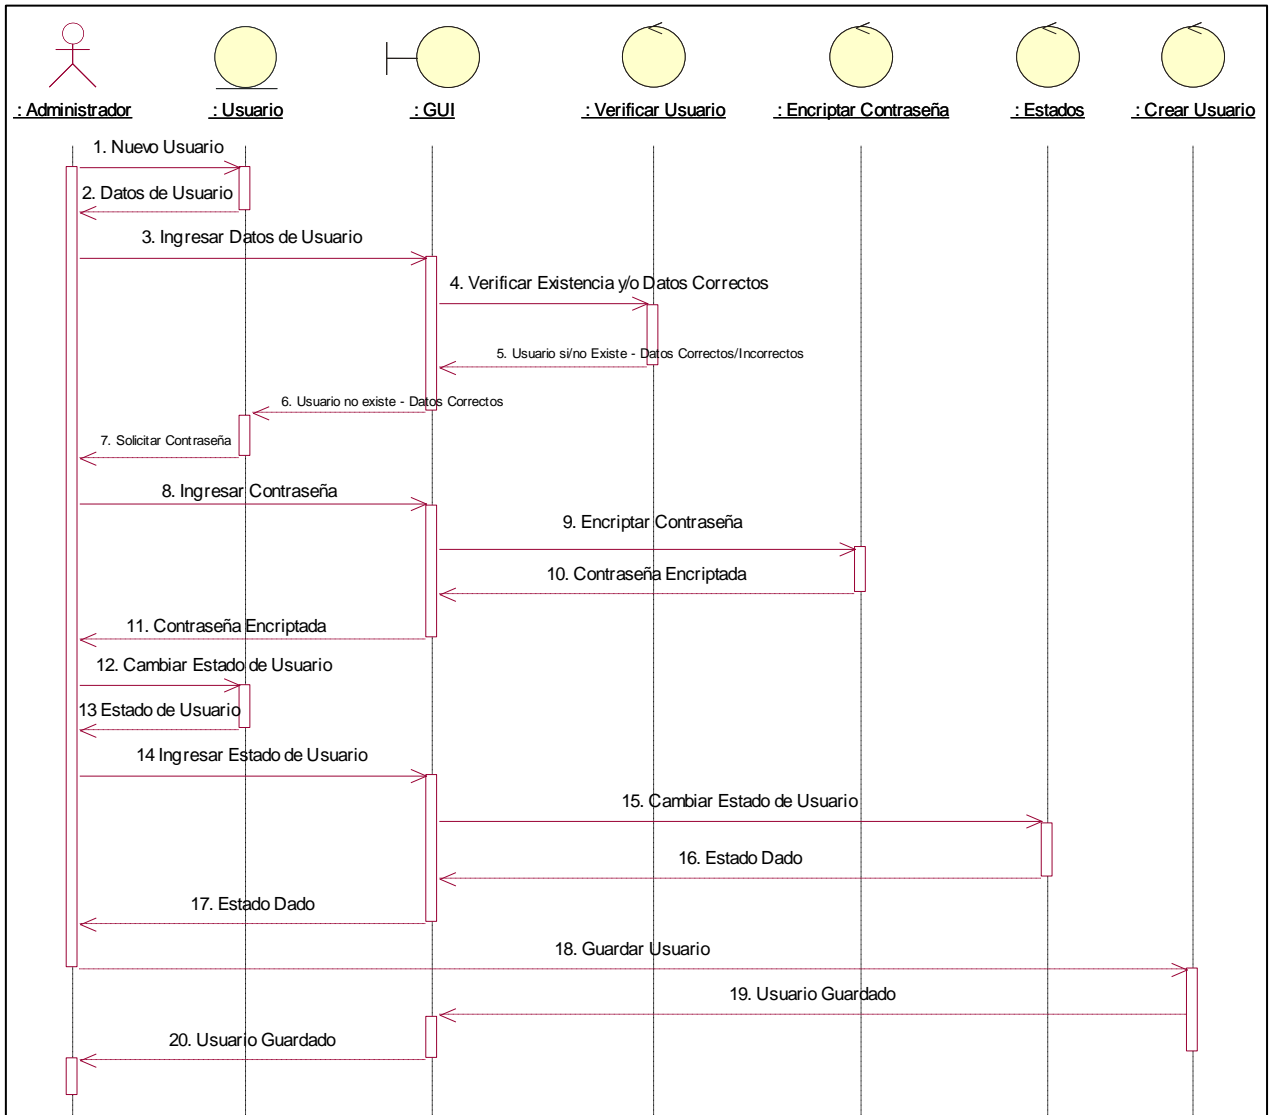 : Administrador
: Usuario
: GUI
: Verificar Usuario
: Encriptar Contraseña
: Estados
: Crear Usuario
1. Nuevo Usuario
2. Datos de Usuario
3. Ingresar Datos de Usuario
4. Verificar Existencia y/o Datos Correctos
5. Usuario si/no Existe - Datos Correctos/Incorrectos
6. Usuario no existe - Datos Correctos
7. Solicitar Contraseña
8. Ingresar Contraseña
9. Encriptar Contraseña
10. Contraseña Encriptada
11. Contraseña Encriptada
12. Cambiar Estado de Usuario
13 Estado de Usuario
14 Ingresar Estado de Usuario
15. Cambiar Estado de Usuario
16. Estado Dado
17. Estado Dado
18. Guardar Usuario
19. Usuario Guardado
20. Usuario Guardado